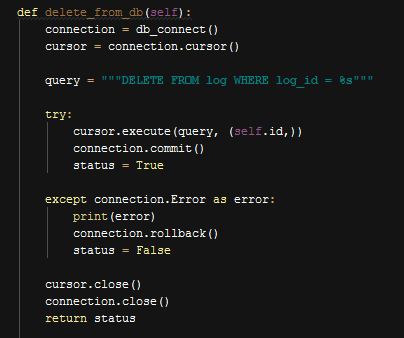 def delete_from_db(self):
    connection = db_connect()
    cursor = connection.cursor()

    query = """DELETE FROM log WHERE log_id = %s"""

    try:
        cursor.execute(query, (self.id,))
        connection.commit()
        status = True

    except connection.Error as error:
        print(error)
        connection.rollback()
        status = False

    cursor.close()
    connection.close()
    return status